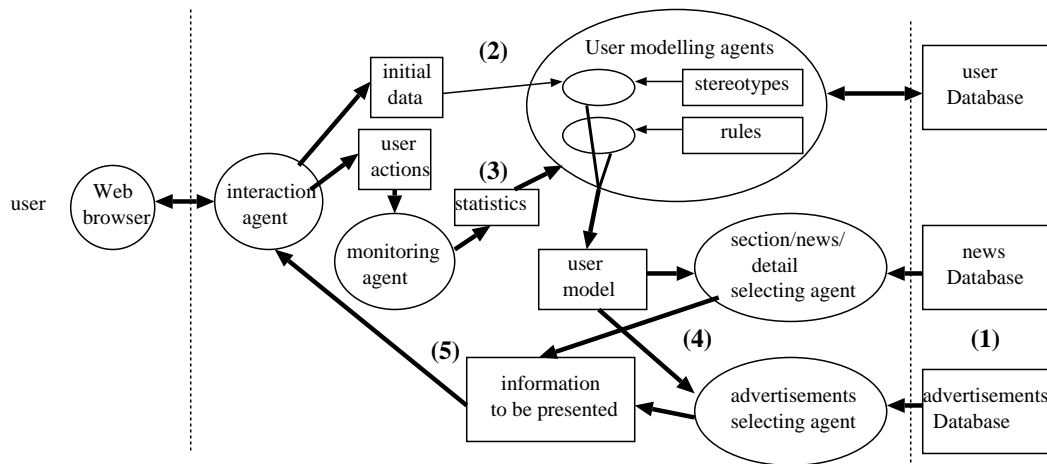 user
Web
browser
interaction
agent
initial
data
user
actions
monitoring
agent
(2)
(3)
statistics
User modelling agents
stereotypes
rules
user
Database
user
model
section/news/
detail
selecting agent
news
Database
(4)
(1)
(5)
information
to be presented
advertisements
selecting agent
advertisements
Database